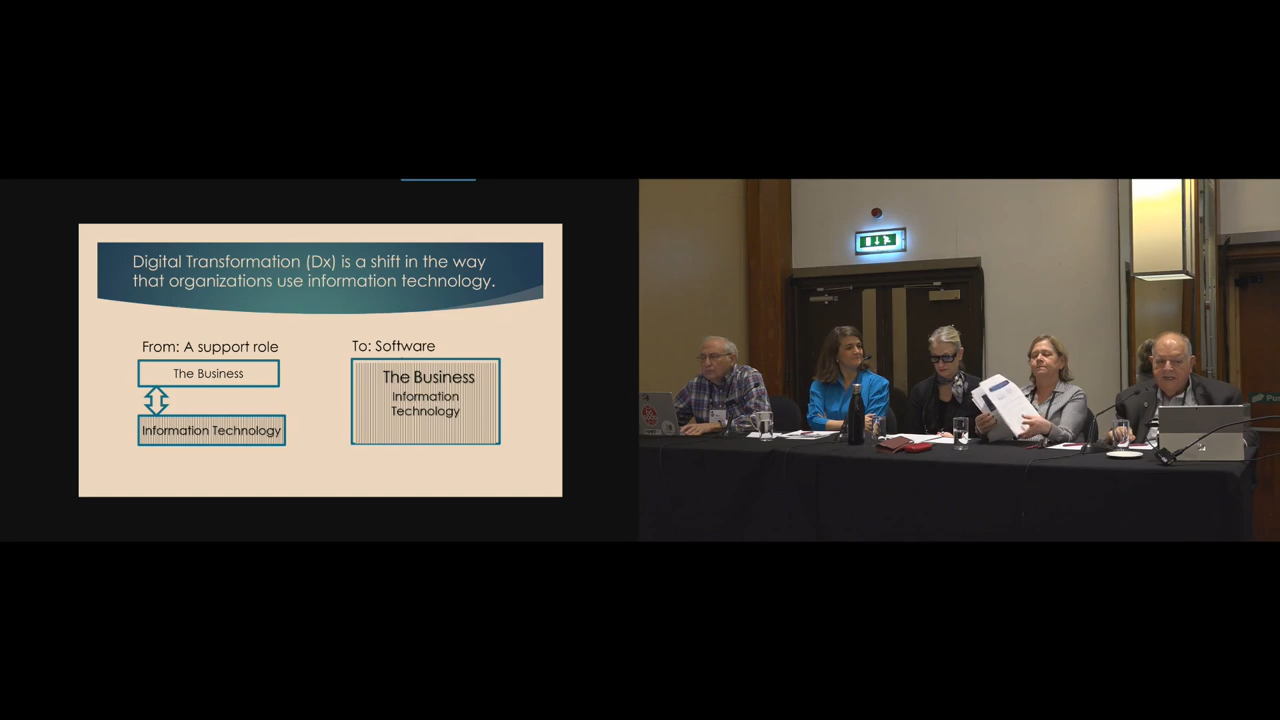 Digital Transformation (Dx) is a shift in the way
that organizations use information technology.
From: A support role
The Business
Information Technology
To: Software
The Business
Information
Technology